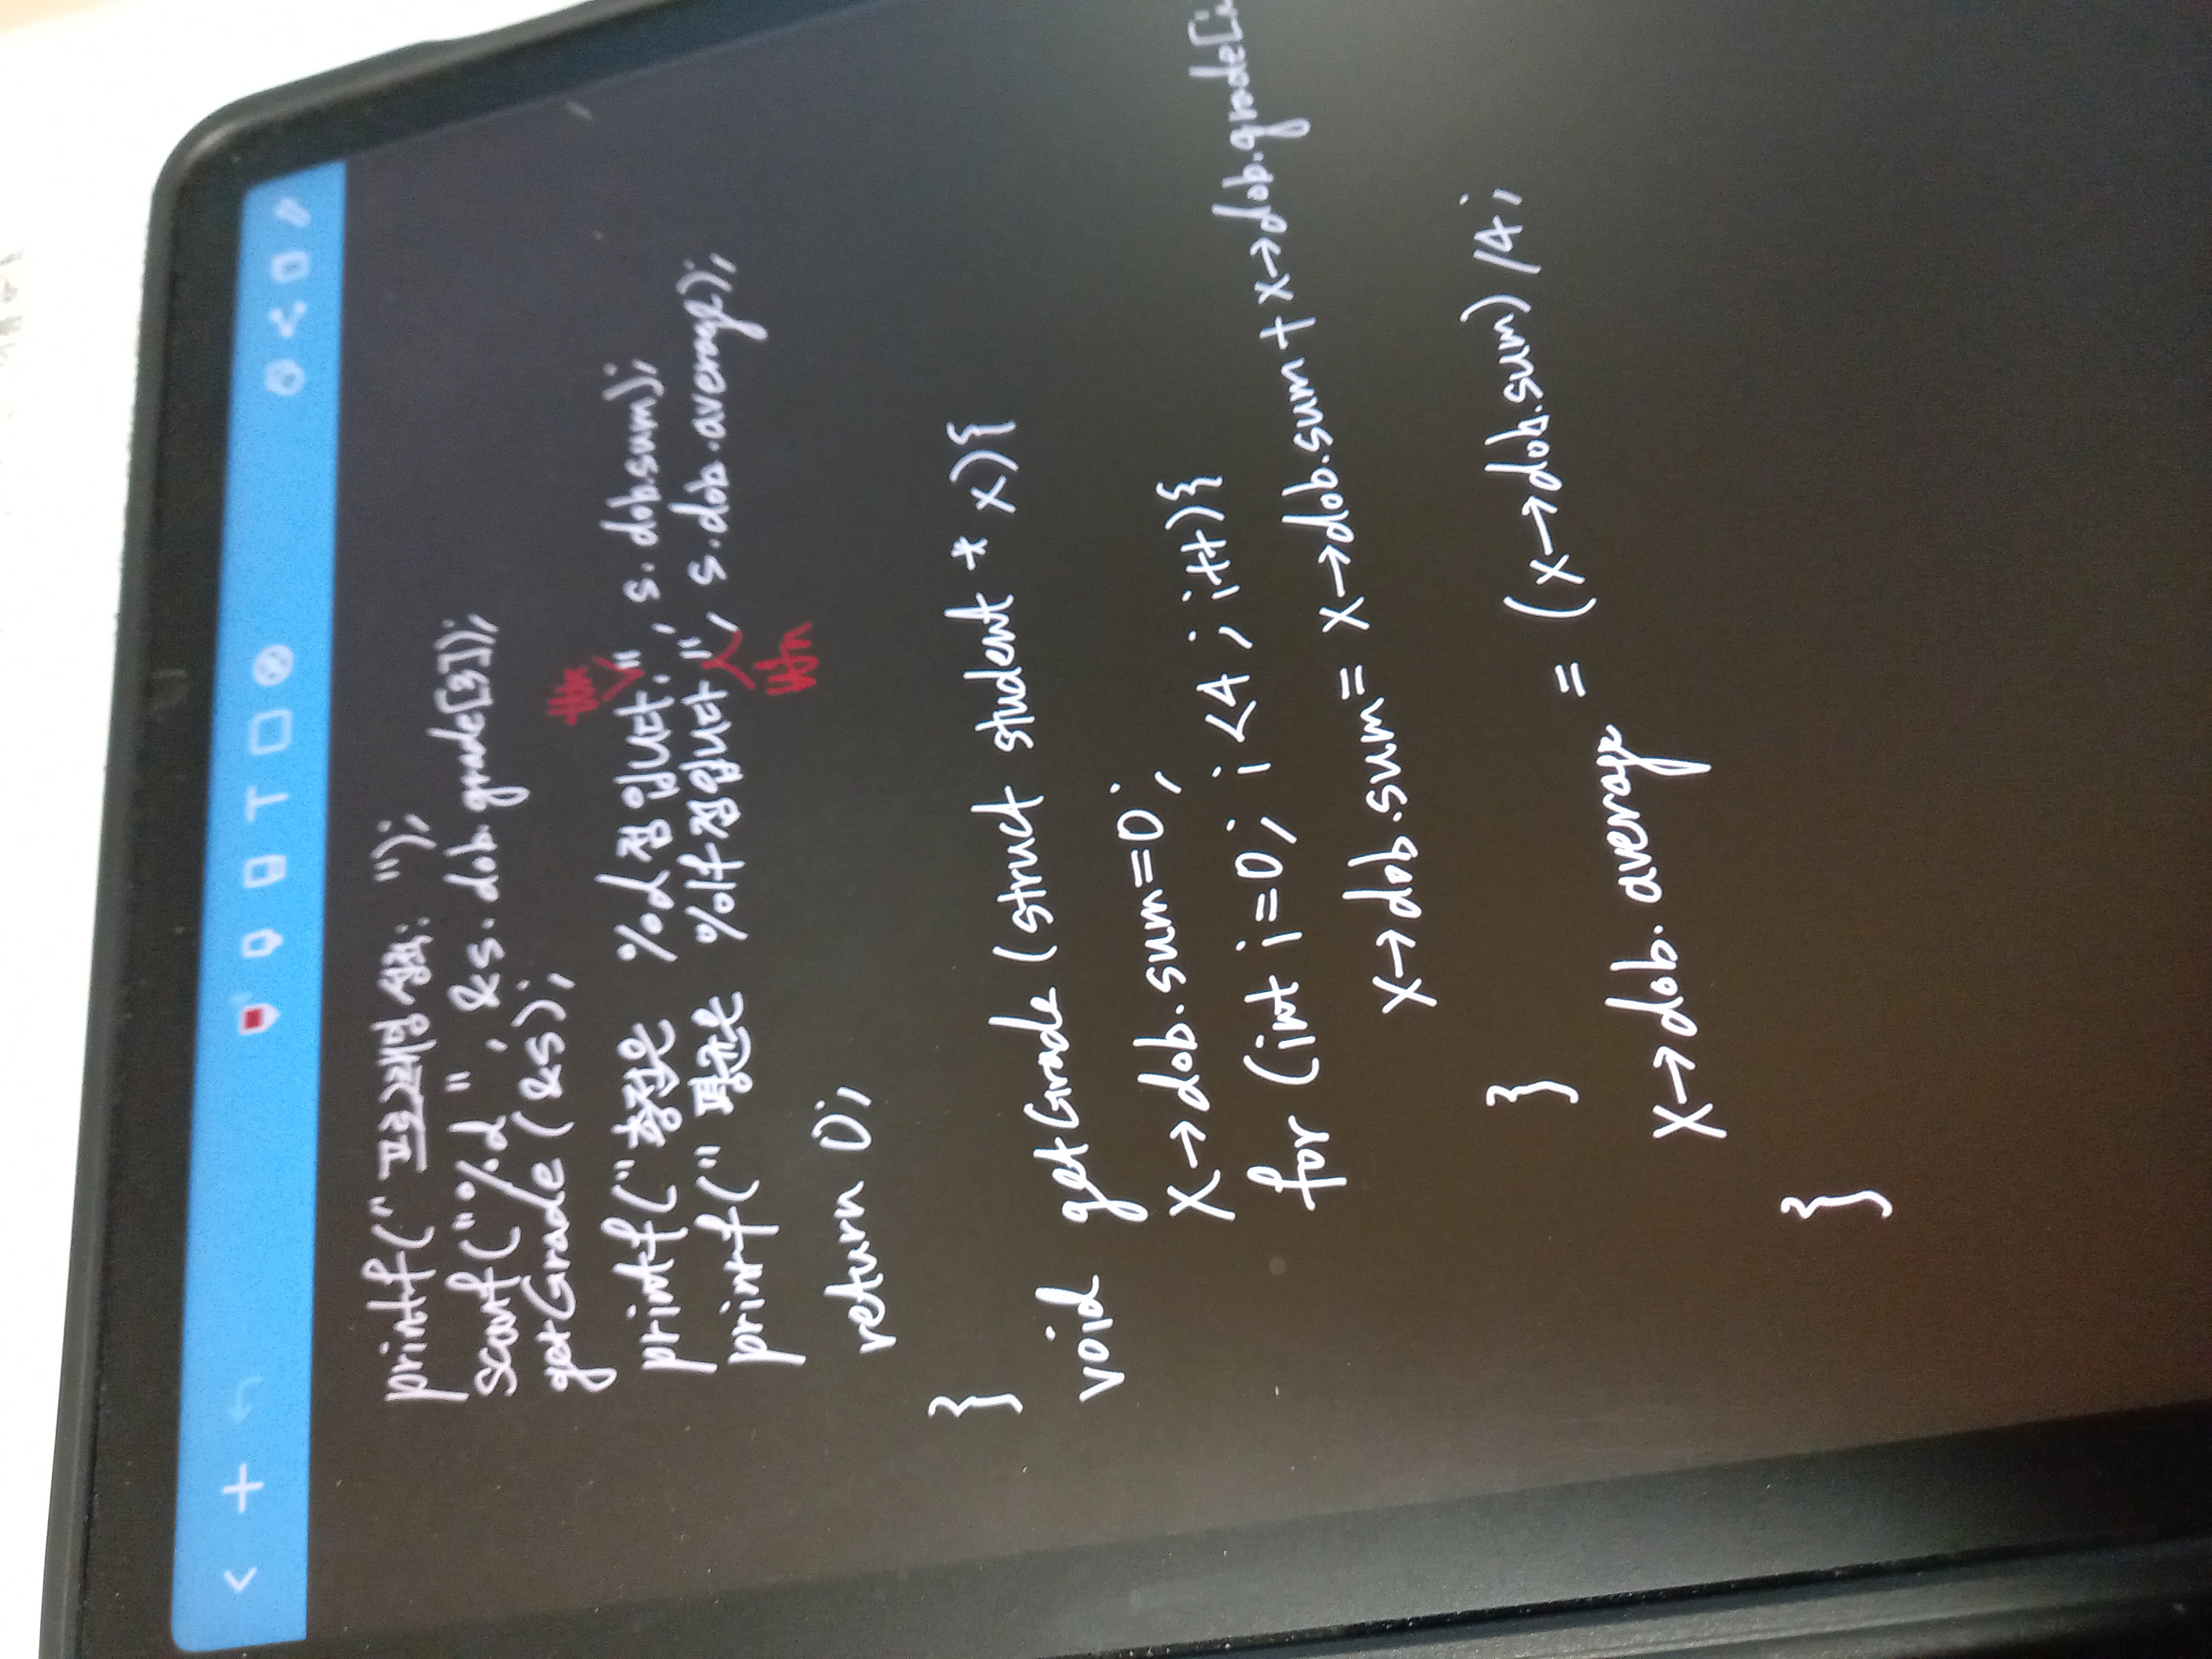 printf("프로그래밍 성적: ");
scanf("%d", &s.dob.grade[3]);
getGrade(&s);
₩n
printf("총점은 %d점 입니다.", s.dob.sum);
printf("평균은 %lf점입니다", s.dob.average);
₩n
return 0;
}
void getGrade (struct student * x){
x→dob.sum=0;
for (int i=0; i<4; i++){
x→dob.sum= x→dob.sum+x→dob.grade[i
}
x→dob.average = (x→dob.sum)/4;
}